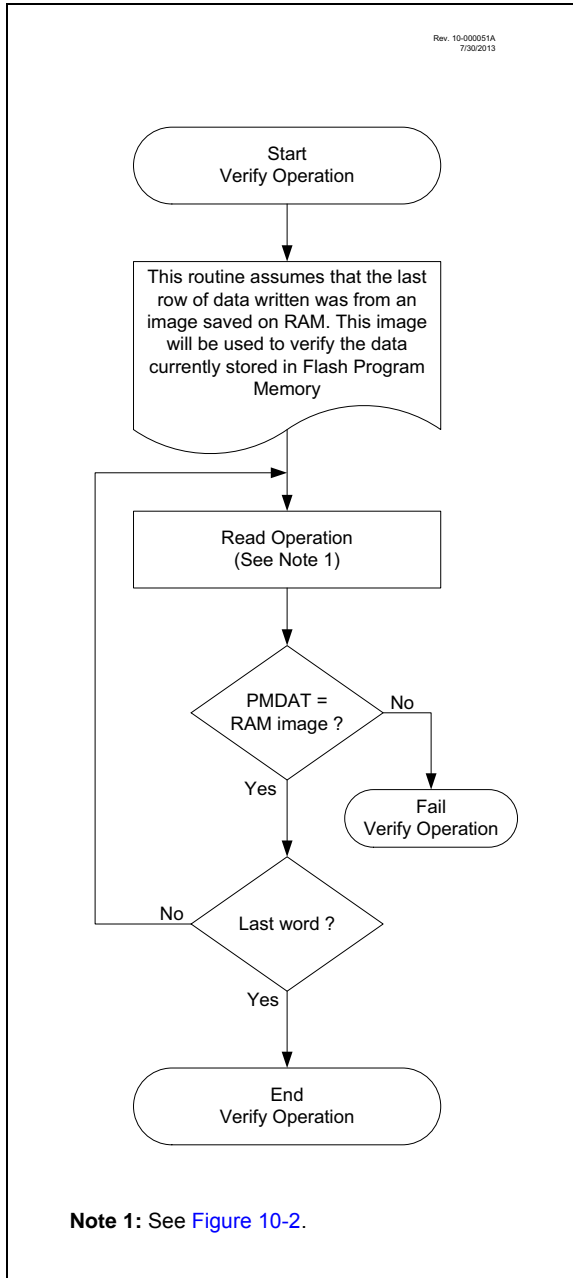 Rev. 10-000051A
7/30/2013
Start
Verify Operation
This routine assumes that the last
row of data written was from an
image saved on RAM. This image
will be used to verify the data
currently stored in Flash Program
Memory
Read Operation
(See Note 1)
PMDAT =
RAM image ?
No
Yes
Fail
Verify Operation
No
Last word ?
Yes
End
Verify Operation
Note 1: See Figure 10-2.